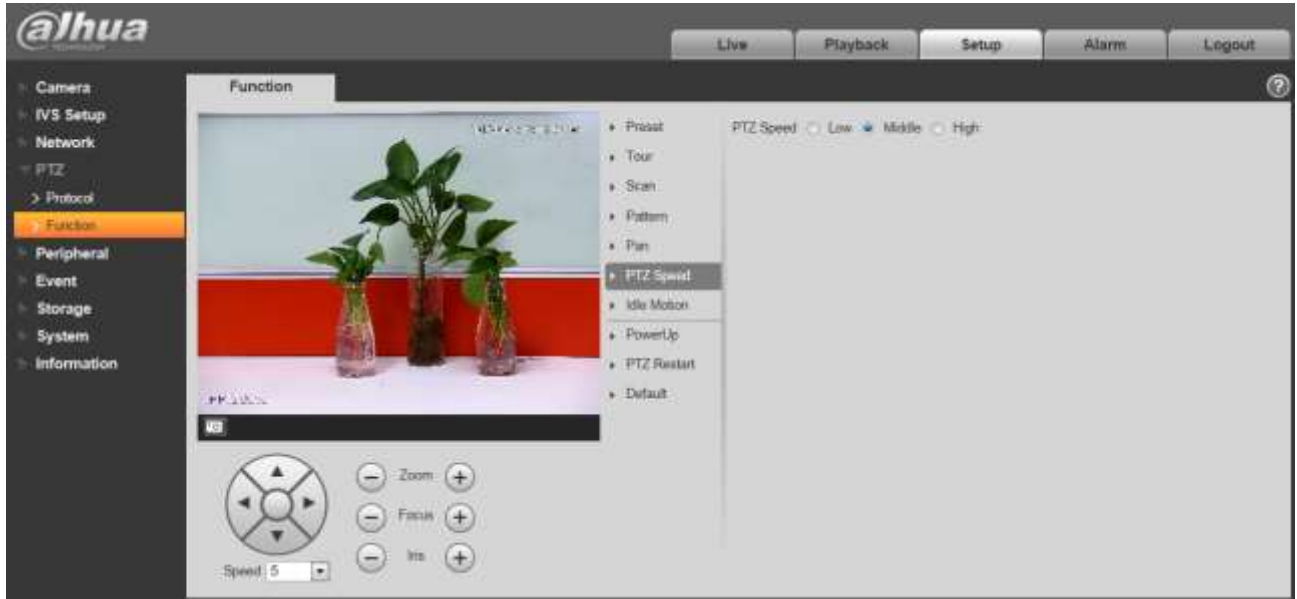 alhua
TECHNOLOGY
Live Playback Setup Alarm Logout
Camera
IVS Setup
Network
PTZ
Protocol
Function
Peripheral
Event
Storage
System
Information
Function
Preset
Tour
Scan
Pattern
Pan
PTZ Speed
Idle Motion
PowerUp
PTZ Restart
Default
PTZ Speed Low Middle High
Zoom
Focus
Iris
Speed 5